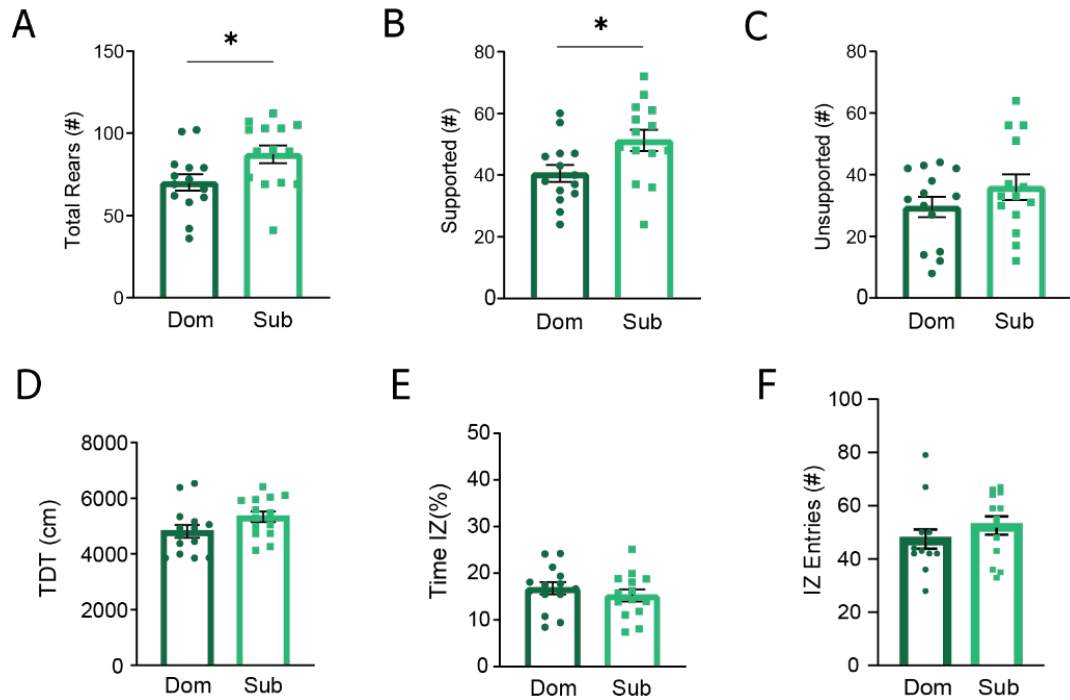 A
Total Rears (#)
150
100
50
0
*
Dom
Sub
B
Supported (#)
80
60
40
20
0
*
Dom
Sub
C
Unsupported (#)
80
60
40
20
0
Dom
Sub
D
TDT (cm)
8000
6000
4000
2000
0
Dom
Sub
E
Time IZ(%)
50
40
30
20
10
0
Dom
Sub
F
IZ Entries (#)
100
80
60
40
20
0
Dom
Sub